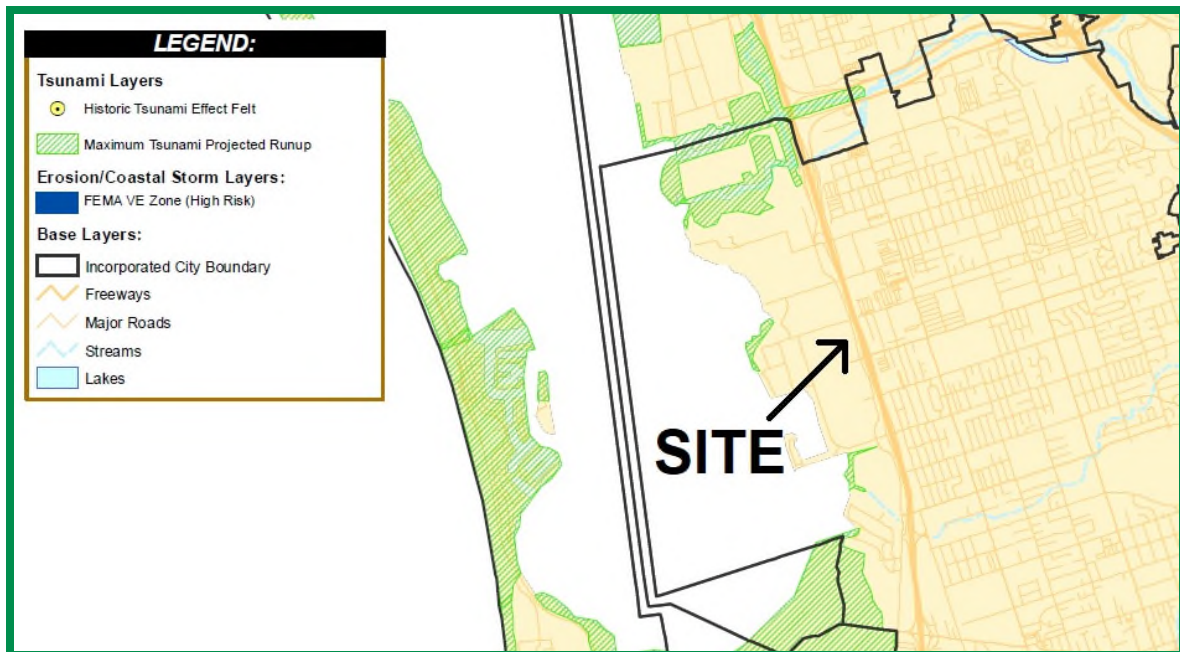 LEGEND:
Tsunami Layers
Historic Tsunami Effect Felt
Maximum Tsunami Projected Runup
Erosion/Coastal Storm Layers:
FEMA VE Zone (High Risk)
Base Layers:
Incorporated City Boundary
Freeways
Major Roads
Streams
Lakes
SITE